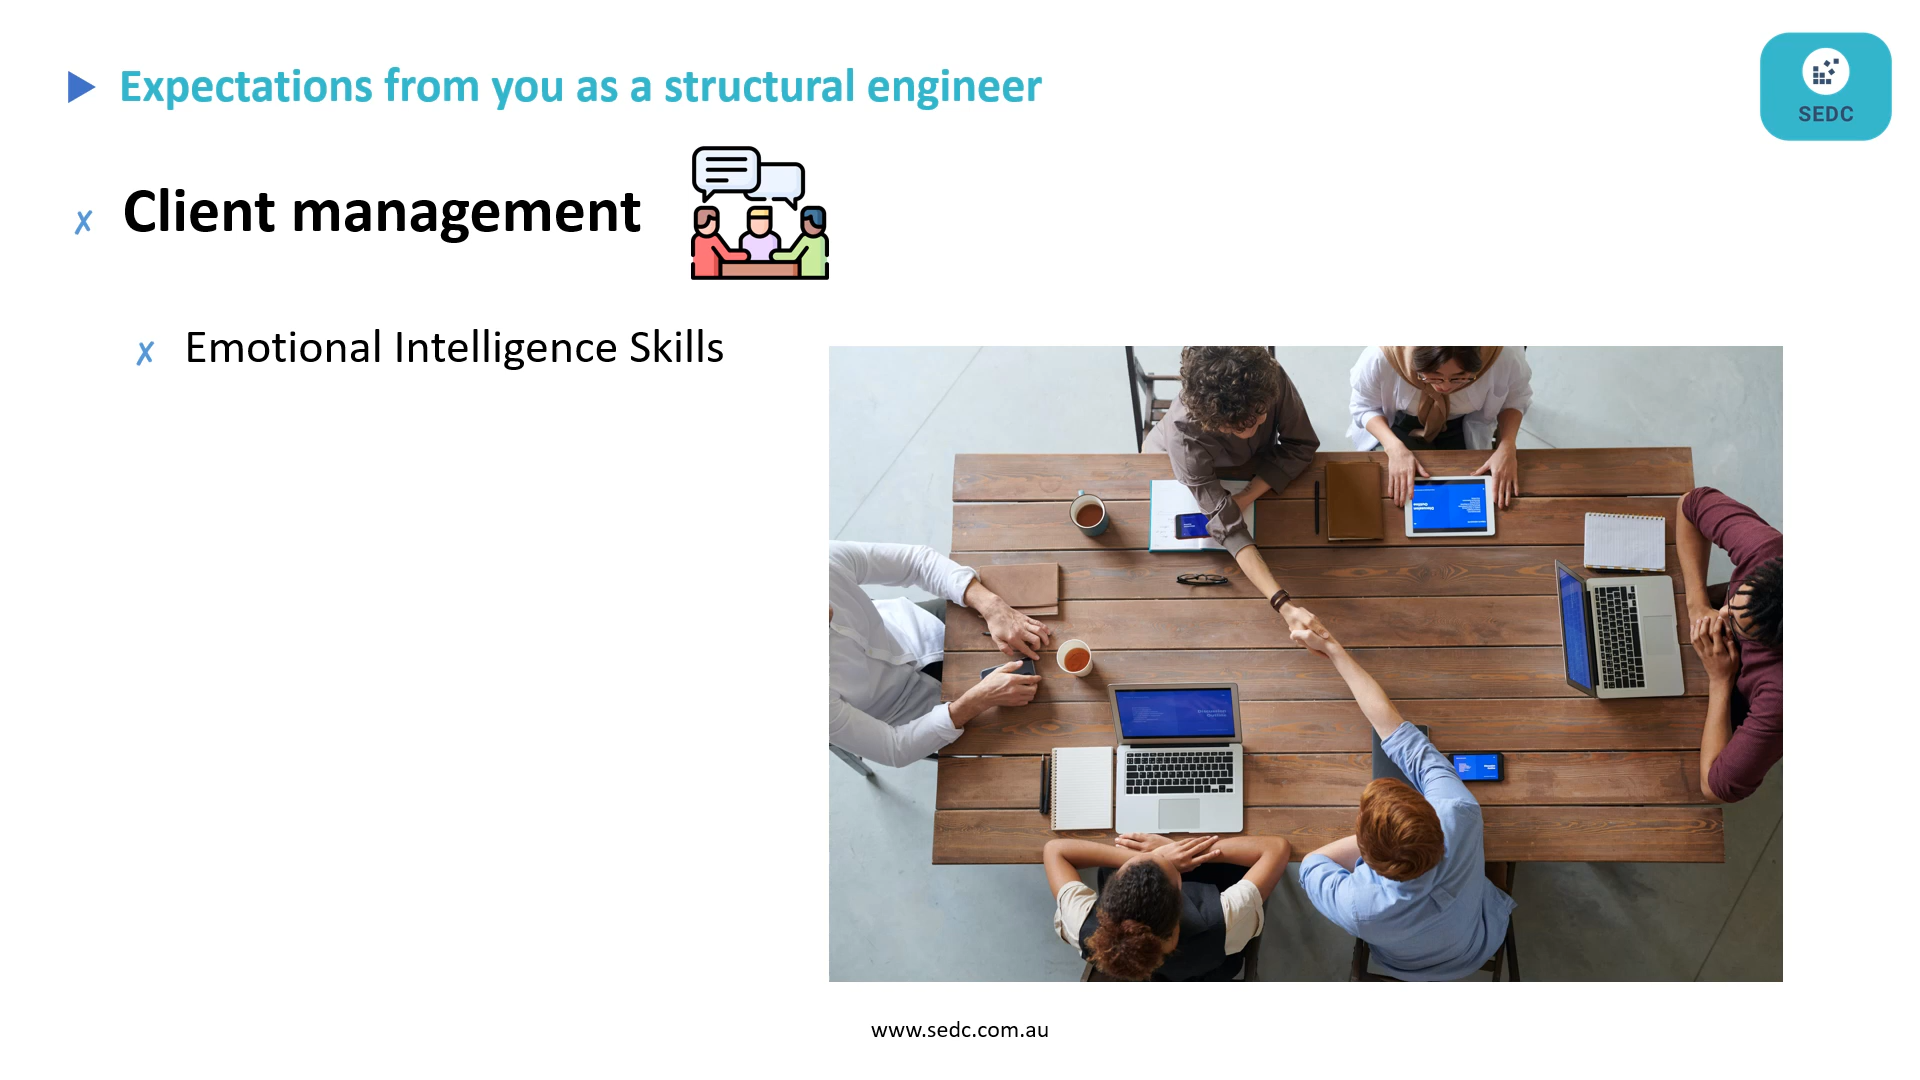 Expectations from you as a structural engineer
SEDC
✗ Client management
✗ Emotional Intelligence Skills
www.sedc.com.au